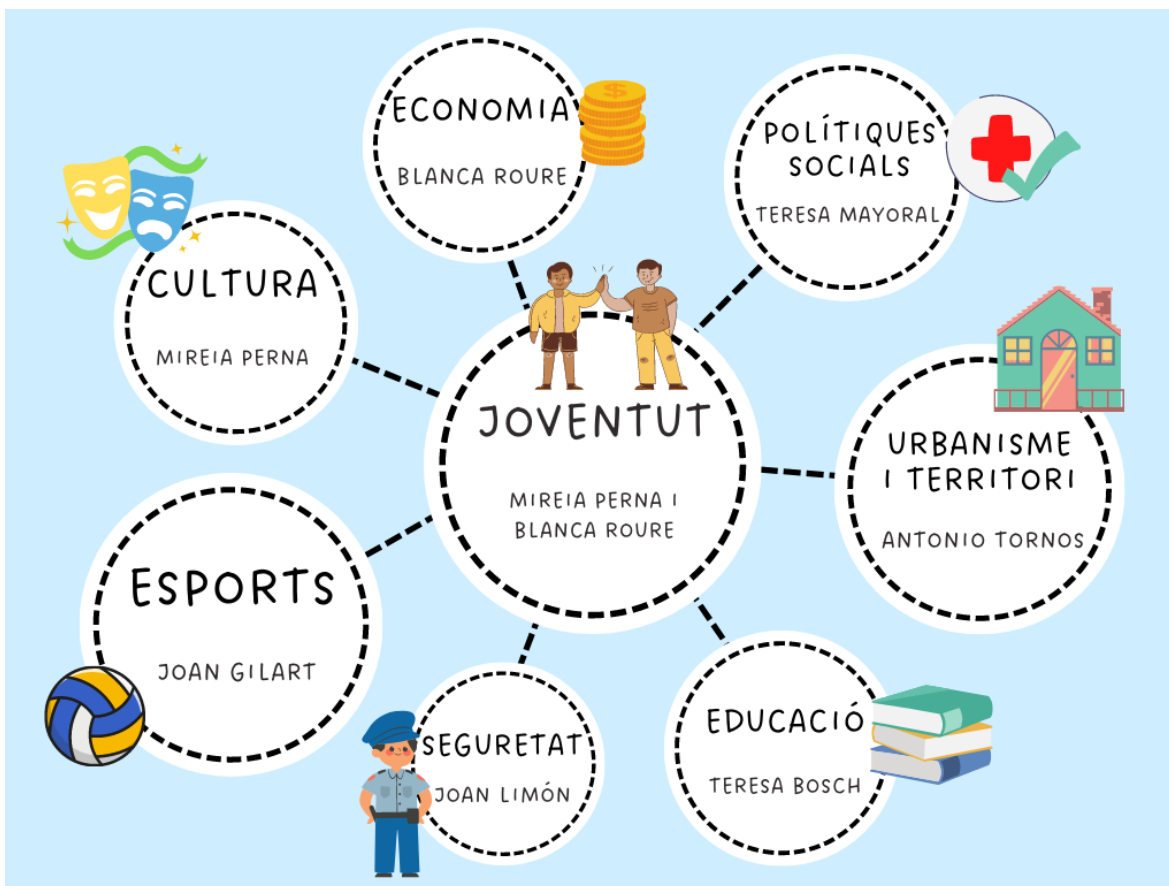 ECONOMIA
BLANCA ROURE
POLÍTIQUES
SOCIALS
TERESA MAYORAL
CULTURA
MIREIA PERNA
JOVENTUT
MIREIA PERNA I
BLANCA ROURE
URBANISME
I TERRITORI
ANTONIO TORNOS
ESPORTS
JOAN GILART
SEGURETAT
JOAN LIMÓN
EDUCACIÓ
TERESA BOSCH